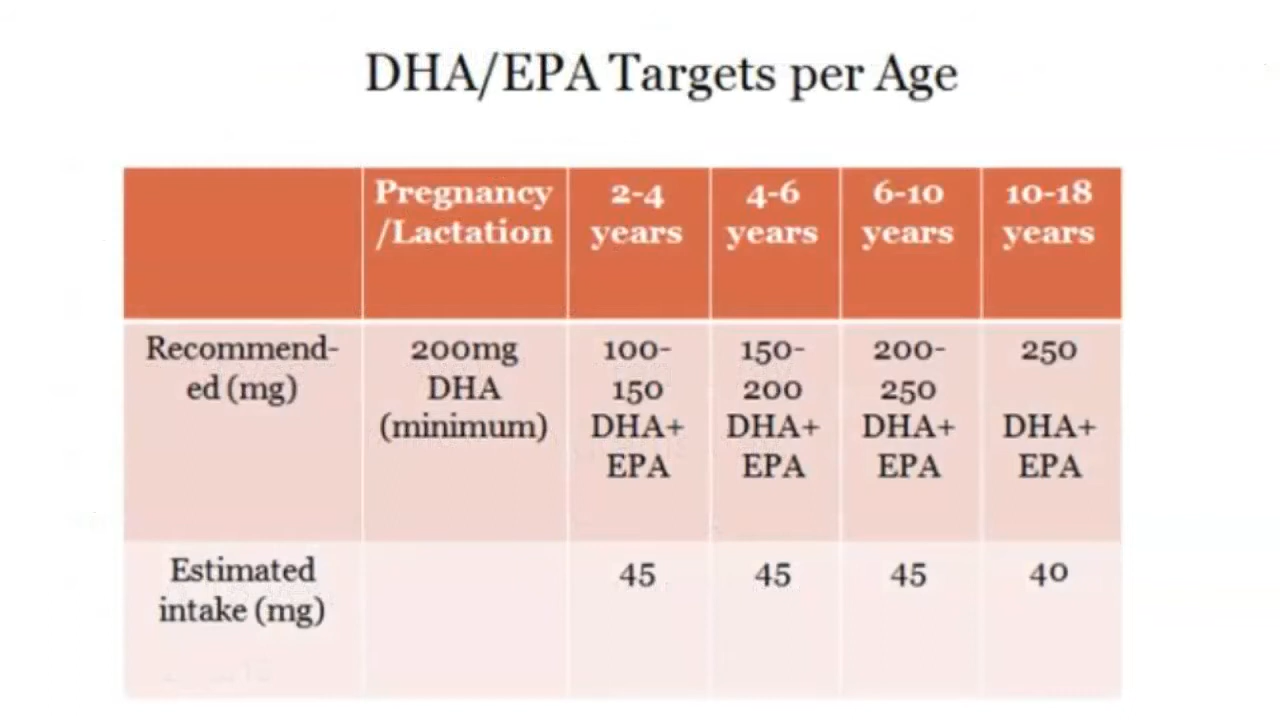 DHA/EPA Targets per Age
Pregnancy
/Lactation
2-4
years
4-6
years
6-10
years
10-18
years
Recommend-
ed (mg)
200mg
DHA
(minimum)
100-
150
DHA+
EPA
150-
200
DHA+
EPA
200-
250
DHA+
EPA
250
DHA+
EPA
Estimated
intake (mg)
45
45
45
40